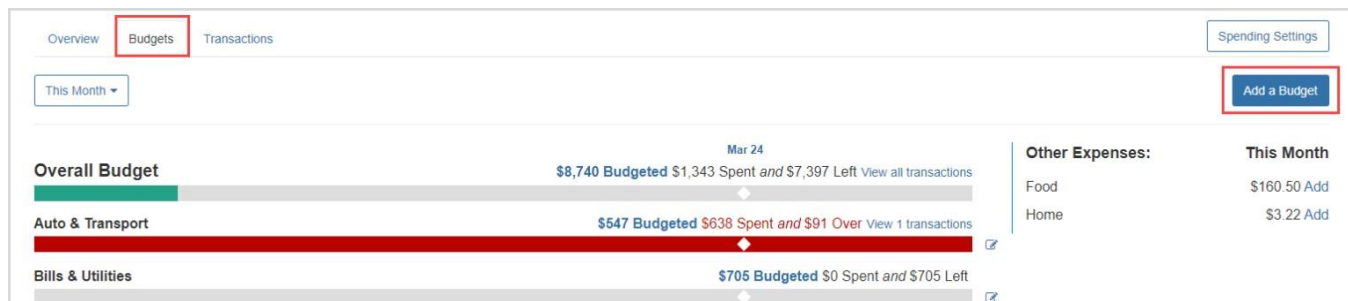 Overview Budgets Transactions Spending Settings
This Month Add a Budget
Mar 24
Overall Budget $8,740 Budgeted $1,343 Spent and $7,397 Left View all transactions
Auto & Transport $547 Budgeted $638 Spent and $91 Over View 1 transactions
Bills & Utilities $705 Budgeted $0 Spent and $705 Left
Other Expenses: This Month
Food $160.50 Add
Home $3.22 Add